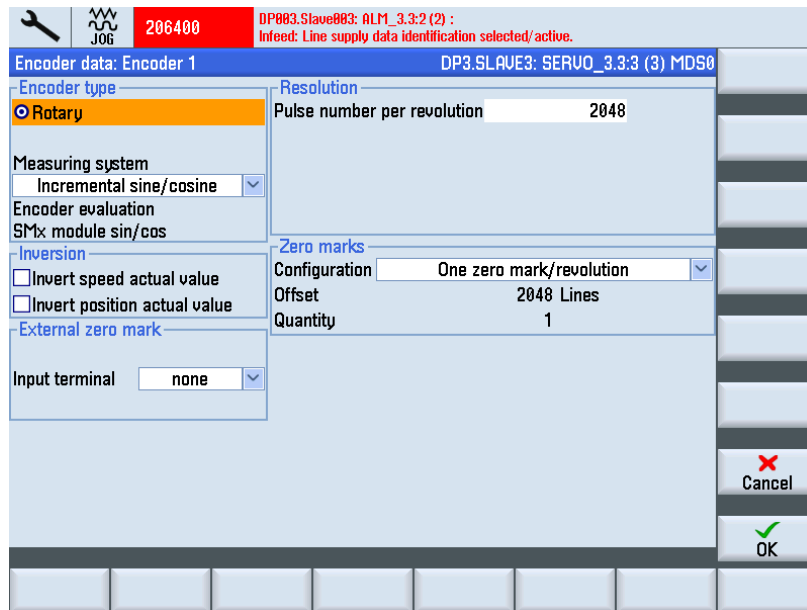 JOG
206400
DP003.Slave003: ALM_3.3:2 (2) :
Infeed: Line supply data identification selected/active.
Encoder data: Encoder 1
DP3.SLAVE3: SERVO_3.3:3 (3) MDS0
Encoder type
Rotary
Measuring system
Incremental sine/cosine
Encoder evaluation
SMx module sin/cos
Resolution
Pulse number per revolution 2048
Inversion
Invert speed actual value
Invert position actual value
Zero marks
Configuration One zero mark/revolution
Offset 2048 Lines
Quantity 1
External zero mark
Input terminal none
Cancel
OK